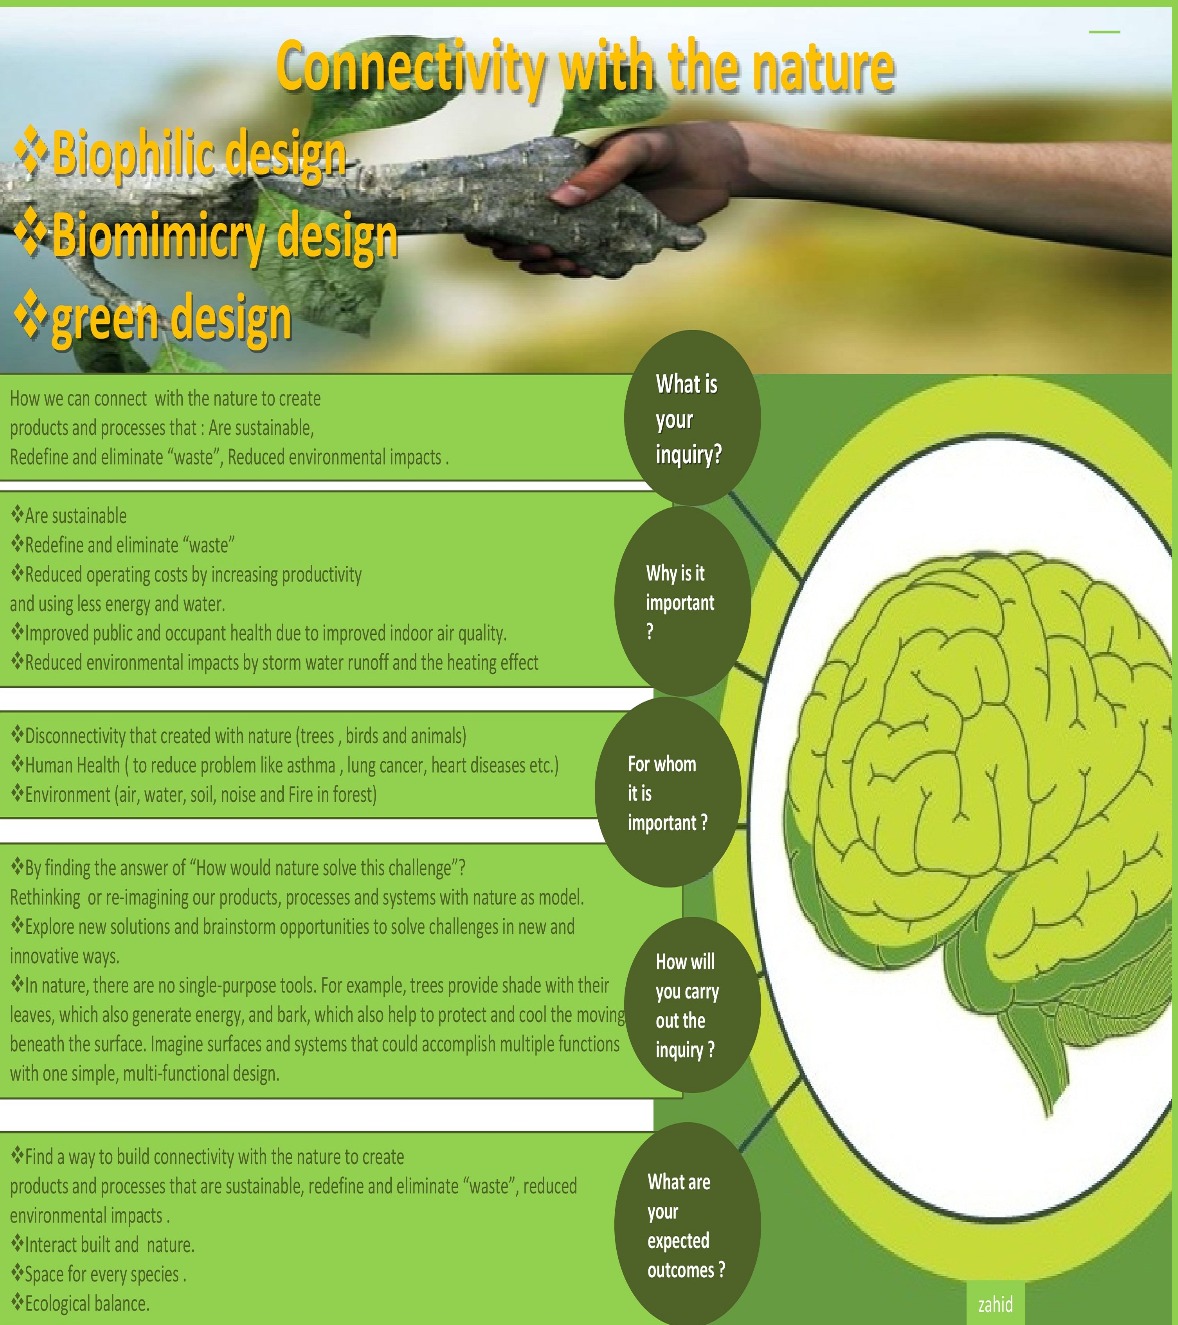 Connectivity with the nature
❖Biophilic design
❖Biomimicry design
❖green design
What is
your
inquiry?
How we can connect with the nature to create
products and processes that : Are sustainable,
Redefine and eliminate “waste”, Reduced environmental impacts .
Why is it
important
?
❖Are sustainable
❖Redefine and eliminate “waste”
❖Reduced operating costs by increasing productivity
and using less energy and water.
❖Improved public and occupant health due to improved indoor air quality.
❖Reduced environmental impacts by storm water runoff and the heating effect
For whom
it is
important ?
❖Disconnectivity that created with nature (trees , birds and animals)
❖Human Health ( to reduce problem like asthma , lung cancer, heart diseases etc.)
❖Environment (air, water, soil, noise and Fire in forest)
How will
you carry
out the
inquiry ?
❖By finding the answer of “How would nature solve this challenge”?
Rethinking or re-imagining our products, processes and systems with nature as model.
❖Explore new solutions and brainstorm opportunities to solve challenges in new and
innovative ways.
❖In nature, there are no single-purpose tools. For example, trees provide shade with their
leaves, which also generate energy, and bark, which also help to protect and cool the moving
beneath the surface. Imagine surfaces and systems that could accomplish multiple functions
with one simple, multi-functional design.
What are
your
expected
outcomes ?
❖Find a way to build connectivity with the nature to create
products and processes that are sustainable, redefine and eliminate “waste”, reduced
environmental impacts .
❖Interact built and nature.
❖Space for every species .
❖Ecological balance.
zahid